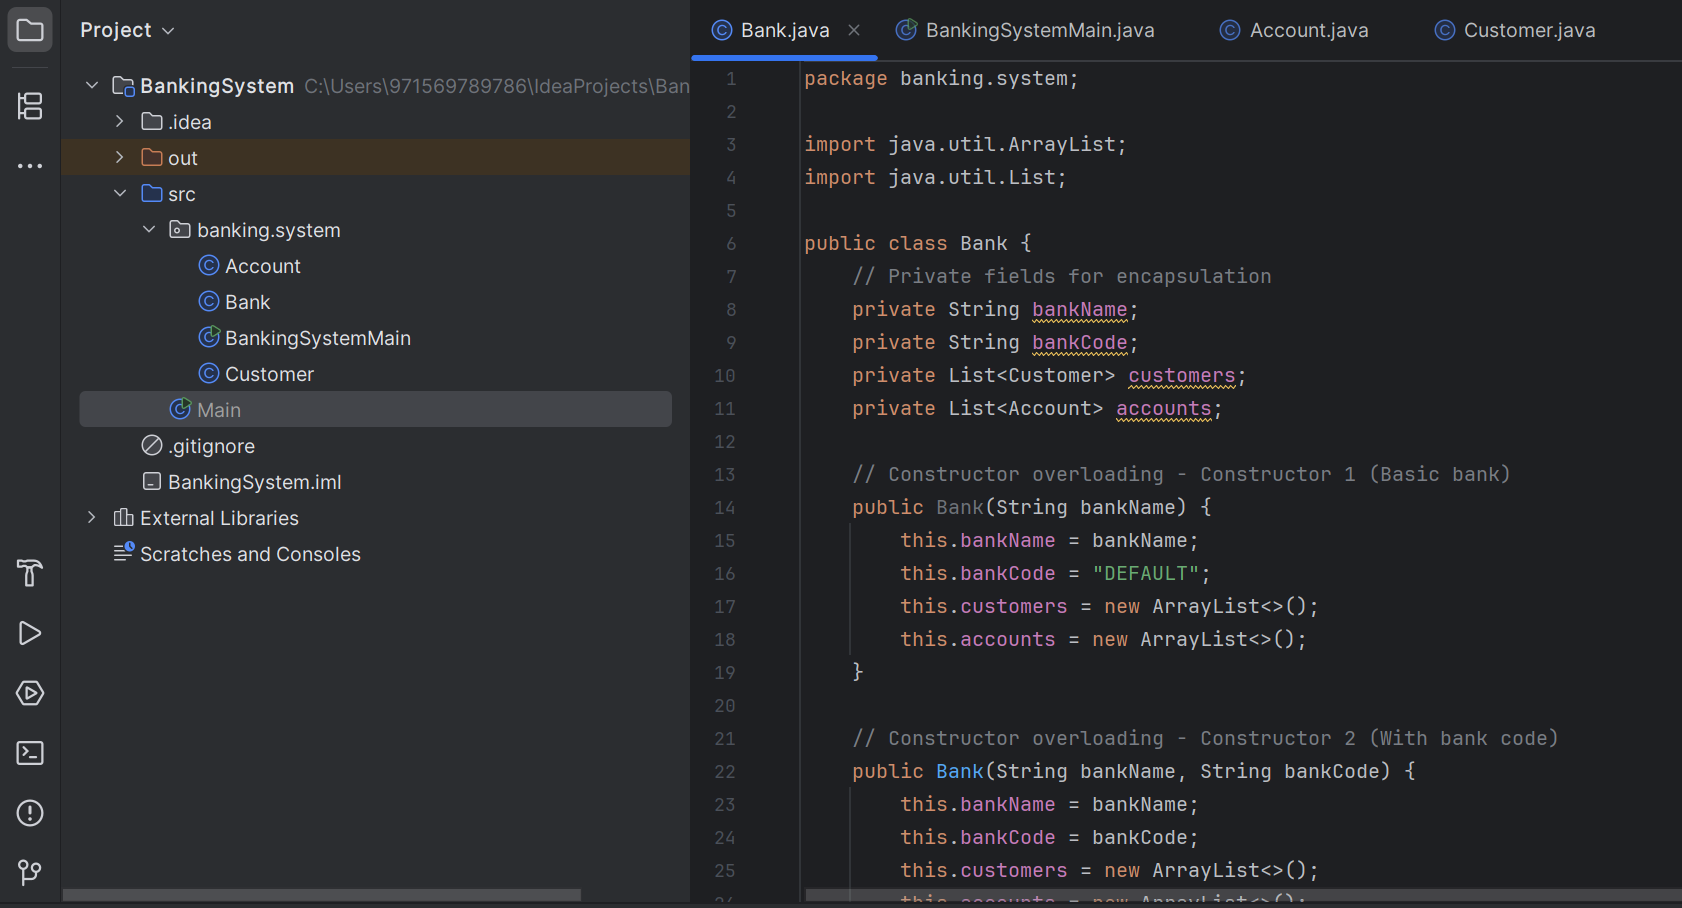 Project
BankingSystem C:\Users\971569789786\IdeaProjects\Ban
.idea
out
src
banking.system
Account
Bank
BankingSystemMain
Customer
Main
.gitignore
BankingSystem.iml
External Libraries
Scratches and Consoles
Bank.java BankingSystemMain.java Account.java Customer.java
1 package banking.system;
2
3 import java.util.ArrayList;
4 import java.util.List;
5
6 public class Bank {
7 // Private fields for encapsulation
8 private String bankName;
9 private String bankCode;
10 private List<Customer> customers;
11 private List<Account> accounts;
12
13 // Constructor overloading - Constructor 1 (Basic bank)
14 public Bank(String bankName) {
15 this.bankName = bankName;
16 this.bankCode = "DEFAULT";
17 this.customers = new ArrayList<>();
18 this.accounts = new ArrayList<>();
19 }
20
21 // Constructor overloading - Constructor 2 (With bank code)
22 public Bank(String bankName, String bankCode) {
23 this.bankName = bankName;
24 this.bankCode = bankCode;
25 this.customers = new ArrayList<>();
26 this.accounts = new ArrayList<>();